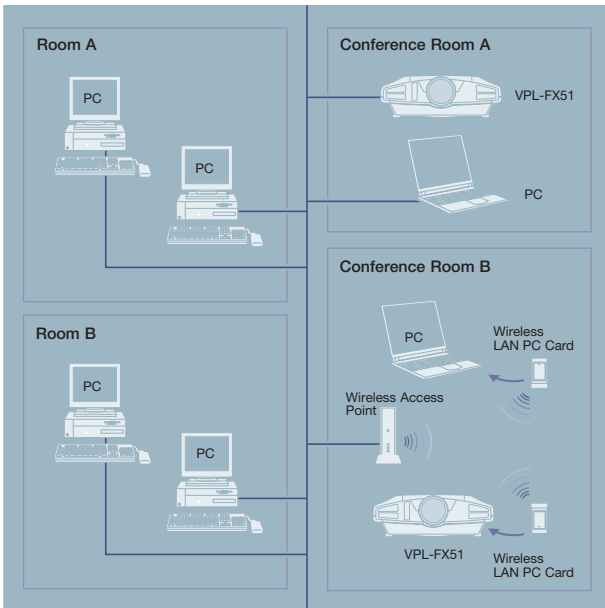 Room A
PC
PC
Conference Room A
VPL-FX51
PC
Room B
PC
PC
Conference Room B
PC
Wireless
LAN PC Card
Wireless Access
Point
VPL-FX51
Wireless
LAN PC Card